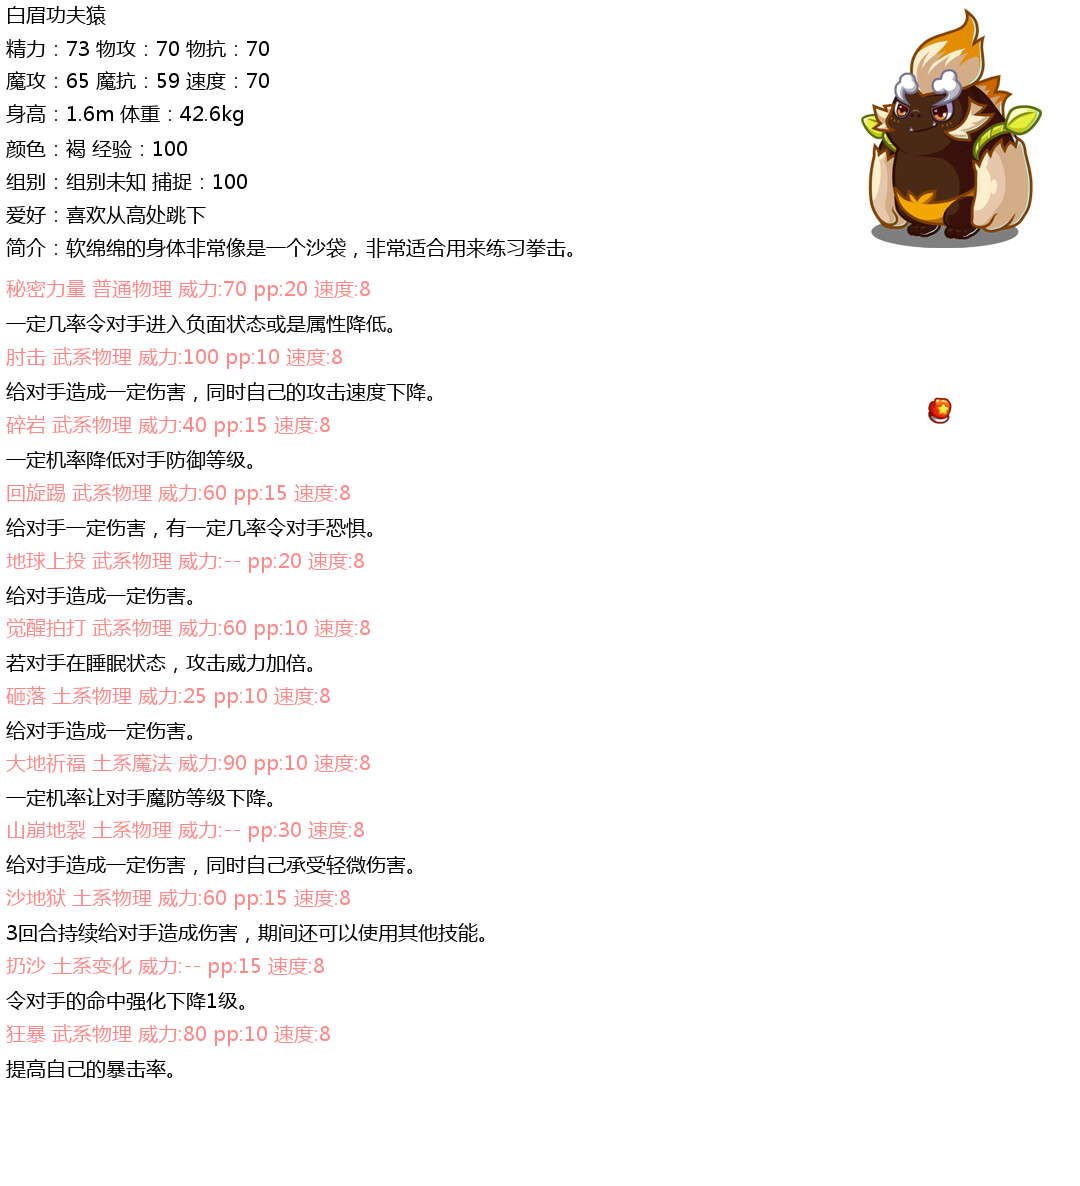 白眉功夫猿
精力：73 物攻：70 物抗：70
魔攻：65 魔抗：59 速度：70
身高：1.6m 体重：42.6kg
颜色：褐 经验：100
组别：组别未知 捕捉：100
爱好：喜欢从高处跳下
简介：软绵绵的身体非常像是一个沙袋，非常适合用来练习拳击。
秘密力量 普通物理 威力:70 pp:20 速度:8
一定几率令对手进入负面状态或是属性降低。
肘击 武系物理 威力:100 pp:10 速度:8
给对手造成一定伤害，同时自己的攻击速度下降。
碎岩 武系物理 威力:40 pp:15 速度:8
一定机率降低对手防御等级。
回旋踢 武系物理 威力:60 pp:15 速度:8
给对手一定伤害，有一定几率令对手恐惧。
地球上投 武系物理 威力:-- pp:20 速度:8
给对手造成一定伤害。
觉醒拍打 武系物理 威力:60 pp:10 速度:8
若对手在睡眠状态，攻击威力加倍。
砸落 土系物理 威力:25 pp:10 速度:8
给对手造成一定伤害。
大地祈福 土系魔法 威力:90 pp:10 速度:8
一定机率让对手魔防等级下降。
山崩地裂 土系物理 威力:-- pp:30 速度:8
给对手造成一定伤害，同时自己承受轻微伤害。
沙地狱 土系物理 威力:60 pp:15 速度:8
3回合持续给对手造成伤害，期间还可以使用其他技能。
扔沙 土系变化 威力:-- pp:15 速度:8
令对手的命中强化下降1级。
狂暴 武系物理 威力:80 pp:10 速度:8
提高自己的暴击率。